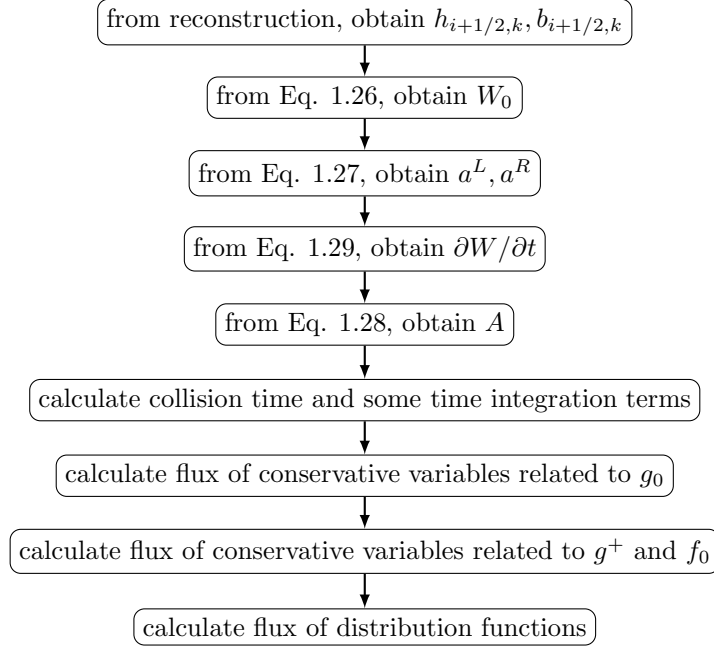 from reconstruction, obtain $h_{i+1/2,k}, b_{i+1/2,k}$
from Eq. 1.26, obtain $W_0$
from Eq. 1.27, obtain $a^L, a^R$
from Eq. 1.29, obtain $\partial W/\partial t$
from Eq. 1.28, obtain $A$
calculate collision time and some time integration terms
calculate flux of conservative variables related to $g_0$
calculate flux of conservative variables related to $g^+$ and $f_0$
calculate flux of distribution functions